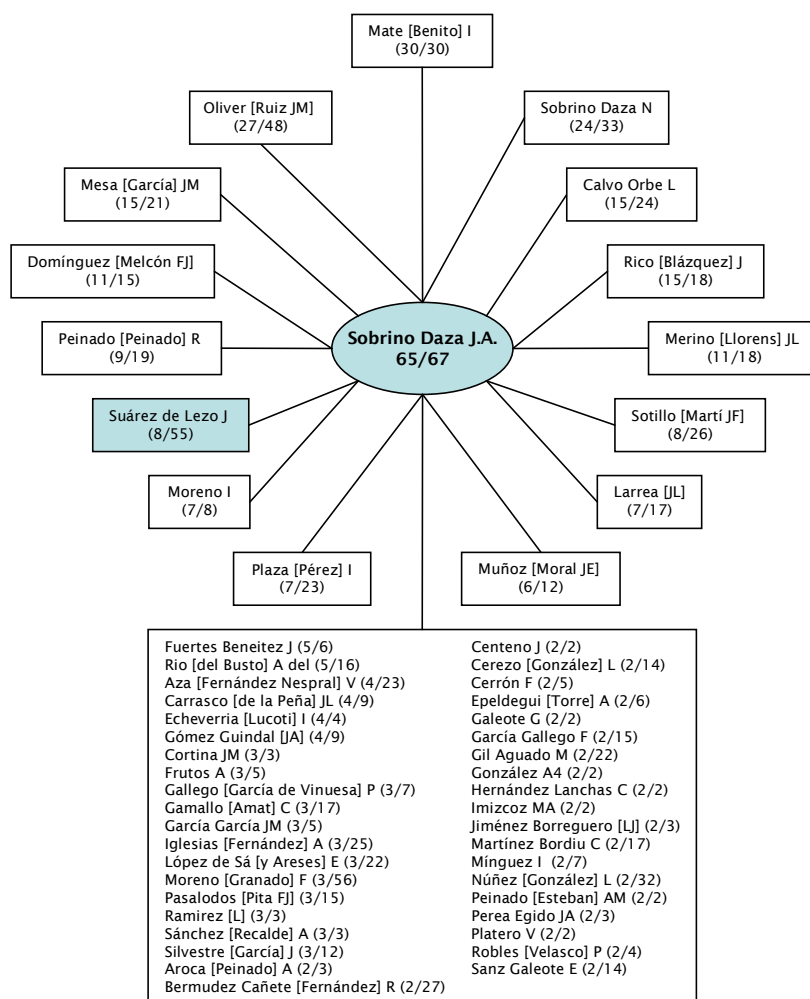 Mate [Benito] I
(30/30)
Oliver [Ruiz JM]
(27/48)
Sobrino Daza N
(24/33)
Mesa [García] JM
(15/21)
Calvo Orbe L
(15/24)
Domínguez [Melcón FJ]
(11/15)
Rico [Blázquez] J
(15/18)
Sobrino Daza J.A.
65/67
Peinado [Peinado] R
(9/19)
Merino [Llorens] JL
(11/18)
Suárez de Lezo J
(8/55)
Sotillo [Martí JF]
(8/26)
Moreno I
(7/8)
Larrea [JL]
(7/17)
Plaza [Pérez] I
(7/23)
Muñoz [Moral JE]
(6/12)
Fuertes Beneitez J (5/6)
Rio [del Busto] A del (5/16)
Aza [Fernández Nespral] V (4/23)
Carrasco [de la Peña] JL (4/9)
Echeverria [Lucoti] I (4/4)
Gómez Guindal [JA] (4/9)
Cortina JM (3/3)
Frutos A (3/5)
Gallego [García de Vinuesa] P (3/7)
Gamallo [Amat] C (3/17)
García García JM (3/5)
Iglesias [Fernández] A (3/25)
López de Sá [y Areses] E (3/22)
Moreno [Granado] F (3/56)
Pasalodos [Pita FJ] (3/15)
Ramirez [L] (3/3)
Sánchez [Recalde] A (3/3)
Silvestre [García] J (3/12)
Aroca [Peinado] A (2/3)
Bermudez Cañete [Fernández] R (2/27)
Centeno J (2/2)
Cerezo [González] L (2/14)
Cerrón F (2/5)
Epeldegui [Torre] A (2/6)
Galeote G (2/2)
García Gallego F (2/15)
Gil Aguado M (2/22)
González A4 (2/2)
Hernández Lanchas C (2/2)
Imizcoz MA (2/2)
Jiménez Borreguero [LJ] (2/3)
Martínez Bordiu C (2/17)
Mínguez I (2/7)
Núñez [González] L (2/32)
Peinado [Esteban] AM (2/2)
Perea Egido JA (2/3)
Platero V (2/2)
Robles [Velasco] P (2/4)
Sanz Galeote E (2/14)